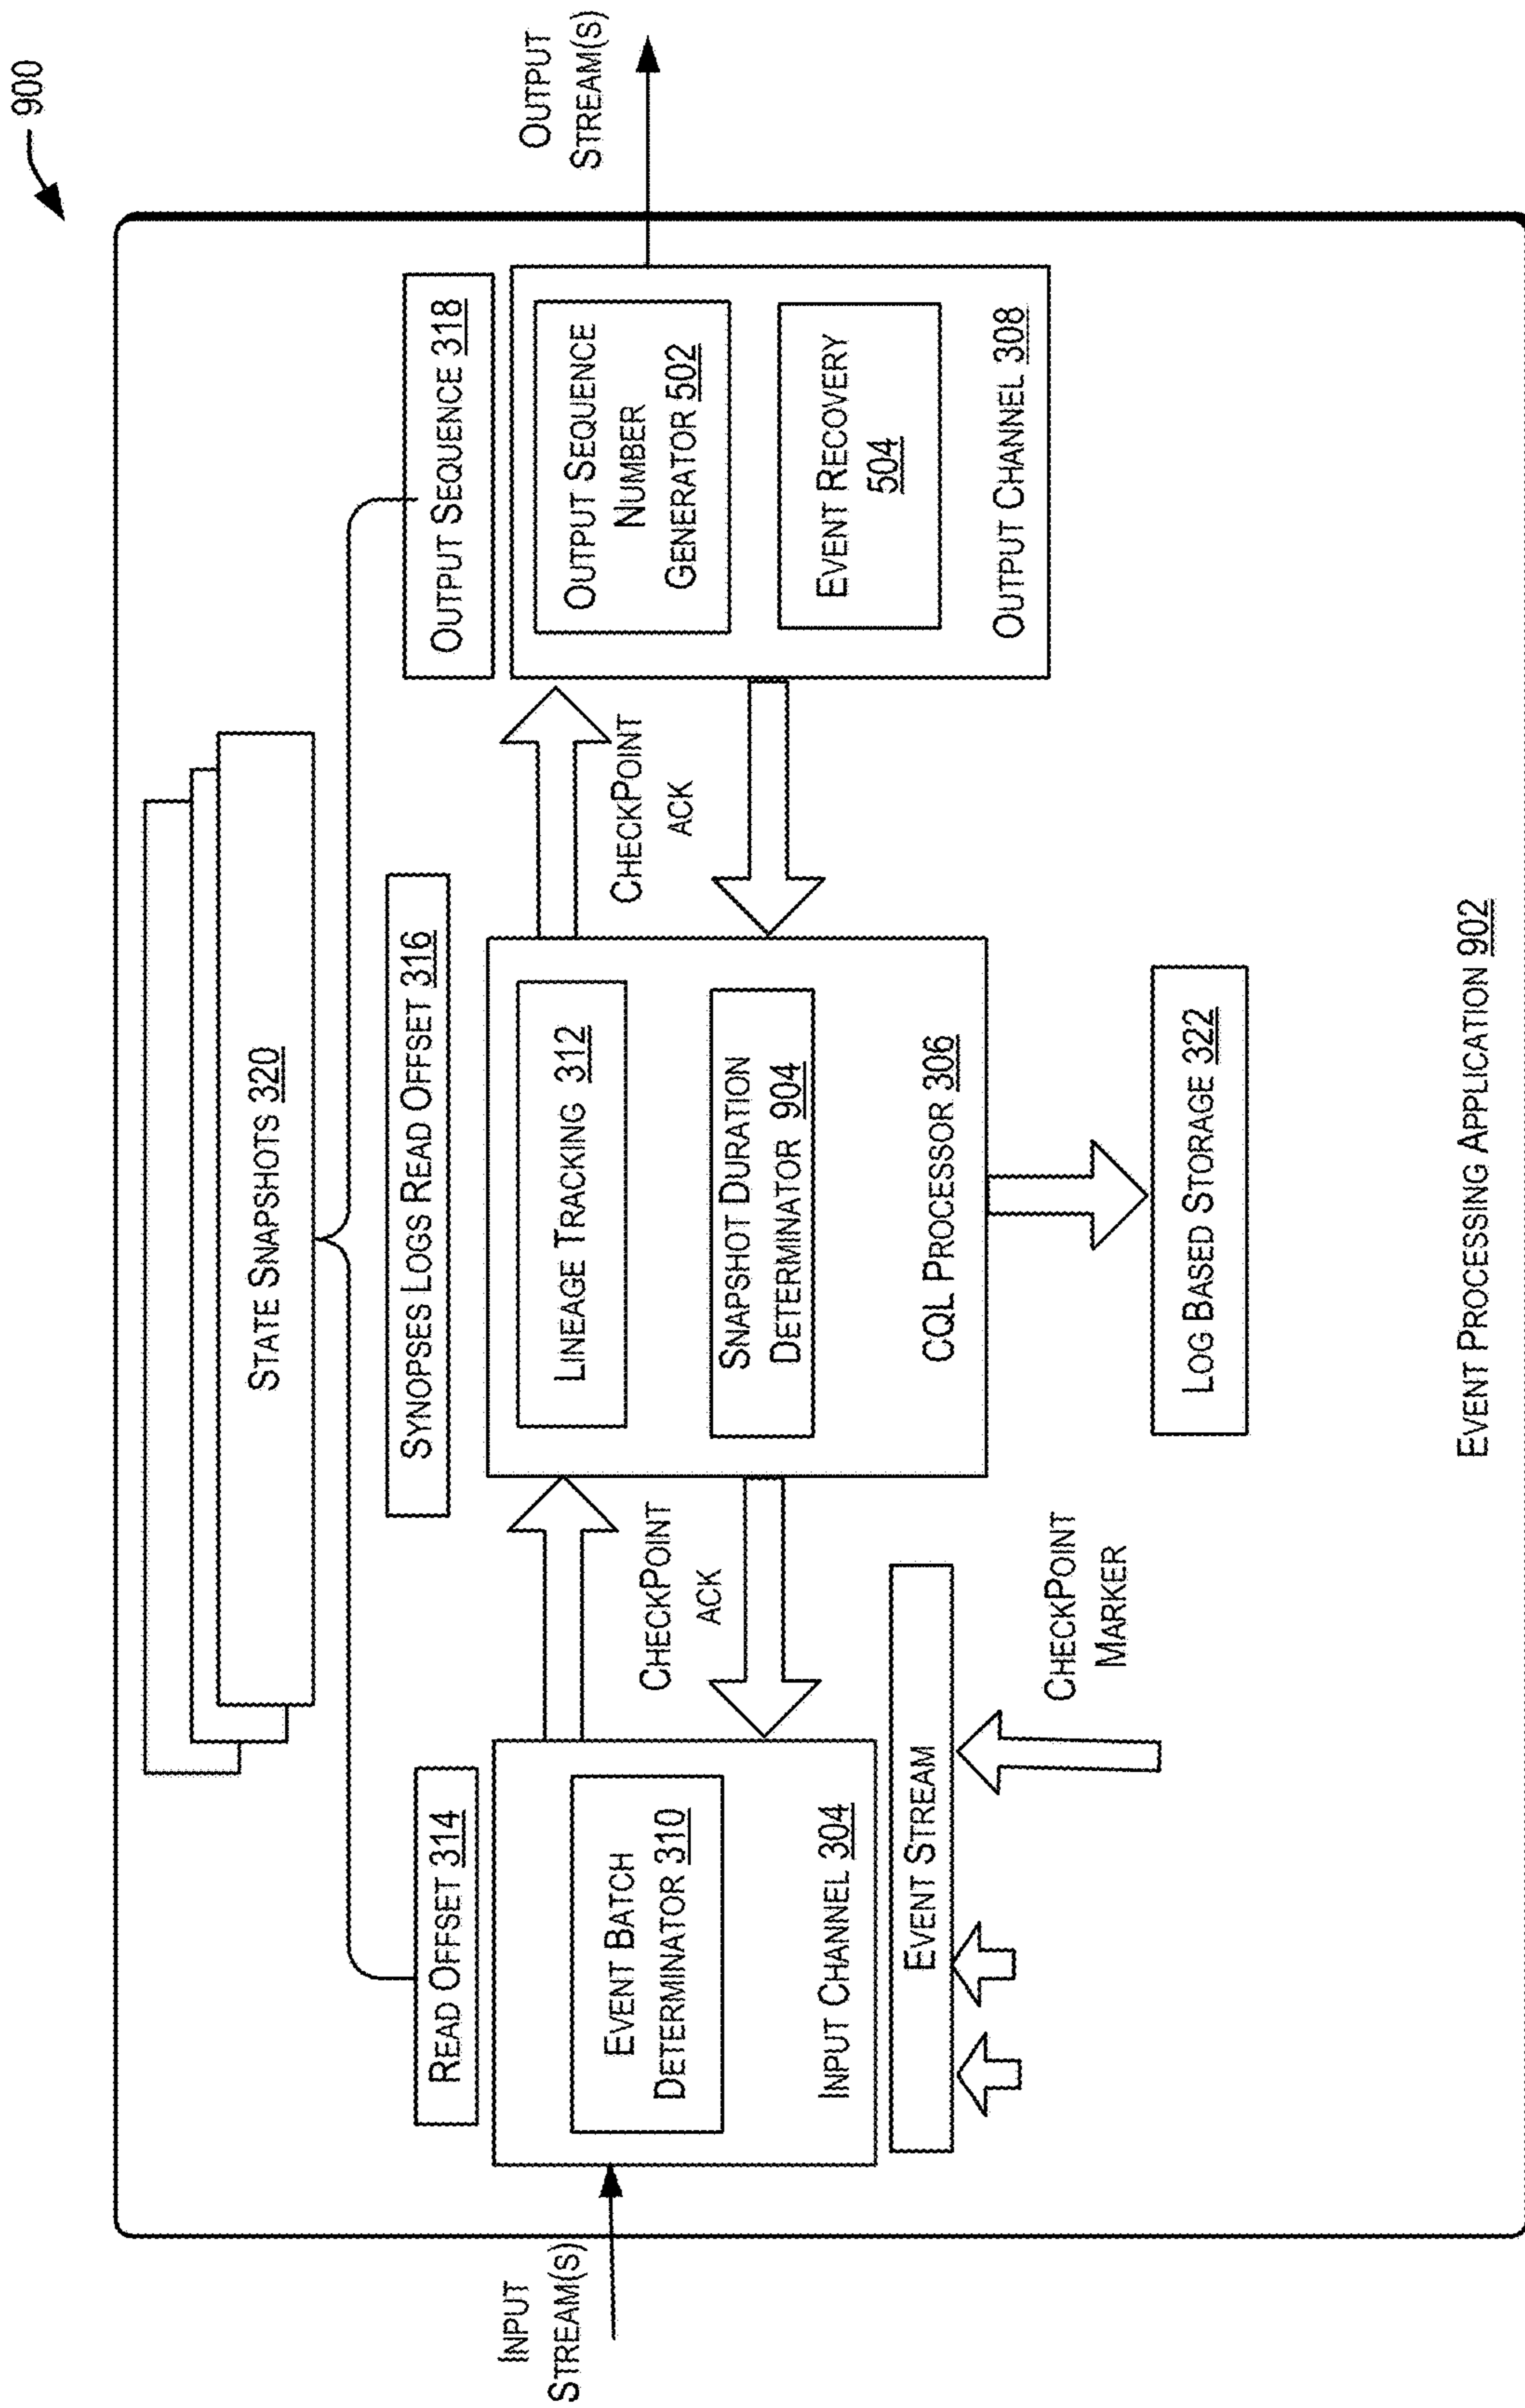 900
INPUT
STREAM(S)
OUTPUT
STREAM(S)
STATE SNAPSHOTS 320
READ OFFSET 314
SYNOPSES LOGS READ OFFSET 316
OUTPUT SEQUENCE 318
EVENT BATCH
DETERMINATOR 310
INPUT CHANNEL 304
EVENT STREAM
CHECKPOINT
MARKER
CHECKPOINT
ACK
LINEAGE TRACKING 312
SNAPSHOT DURATION
DETERMINATOR 904
CQL PROCESSOR 306
LOG BASED STORAGE 322
CHECKPOINT
ACK
OUTPUT SEQUENCE
NUMBER
GENERATOR 502
EVENT RECOVERY
504
OUTPUT CHANNEL 308
EVENT PROCESSING APPLICATION 902